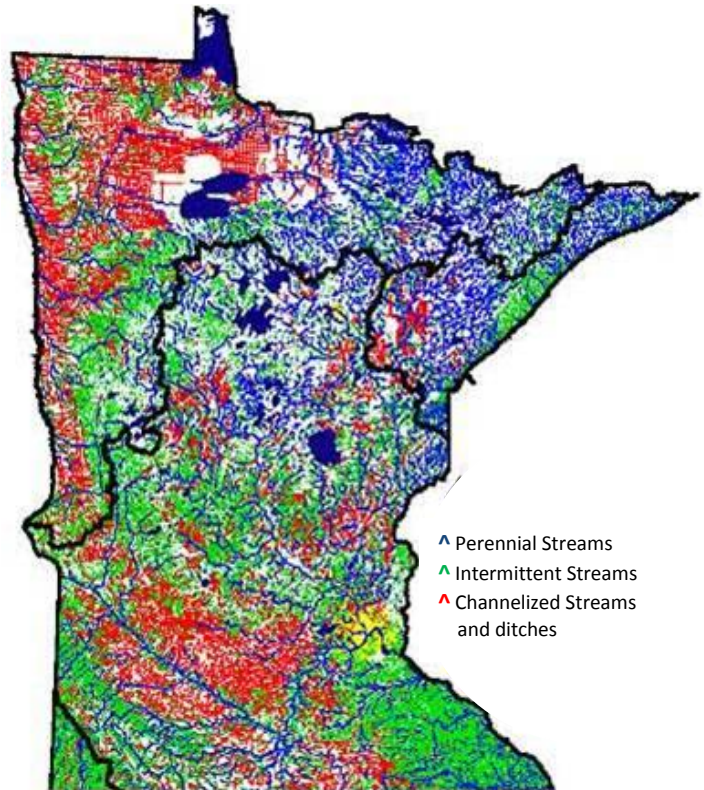 ^ Perennial Streams
^ Intermittent Streams
^ Channelized Streams
and ditches